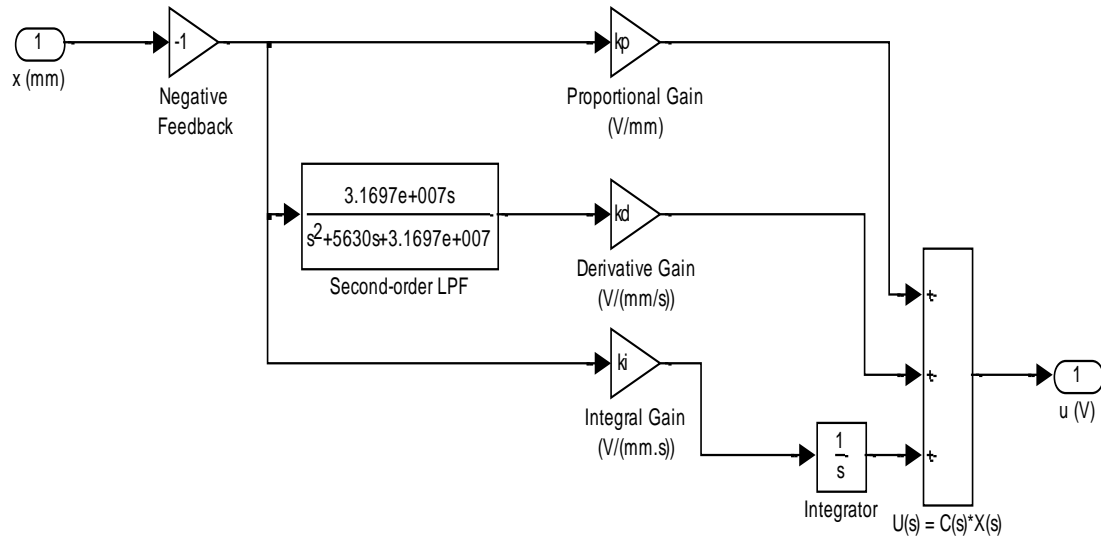 1
x (mm)
-1
Negative
Feedback
kp
Proportional Gain
(V/mm)
3.1697e+007s
s²+5630s+3.1697e+007
Second-order LPF
kd
Derivative Gain
(V/(mm/s))
ki
Integral Gain
(V/(mm.s))
1
s
Integrator
+
+
+
U(s) = C(s)*X(s)
1
u (V)